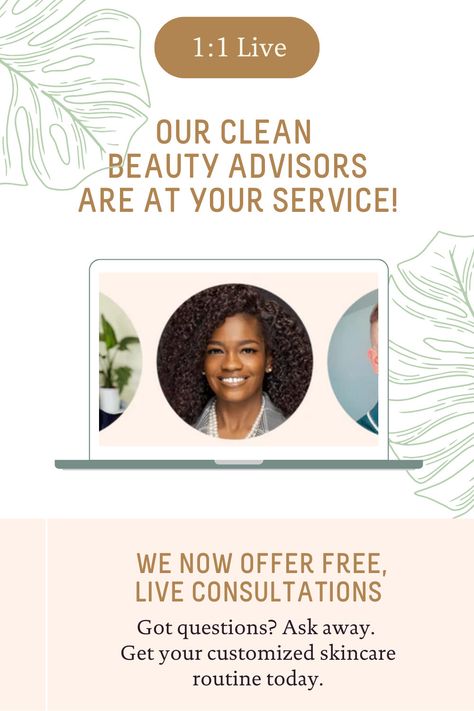 1:1 Live
OUR CLEAN
BEAUTY ADVISORS
ARE AT YOUR SERVICE!
WE NOW OFFER FREE,
LIVE CONSULTATIONS
Got questions? Ask away.
Get your customized skincare
routine today.